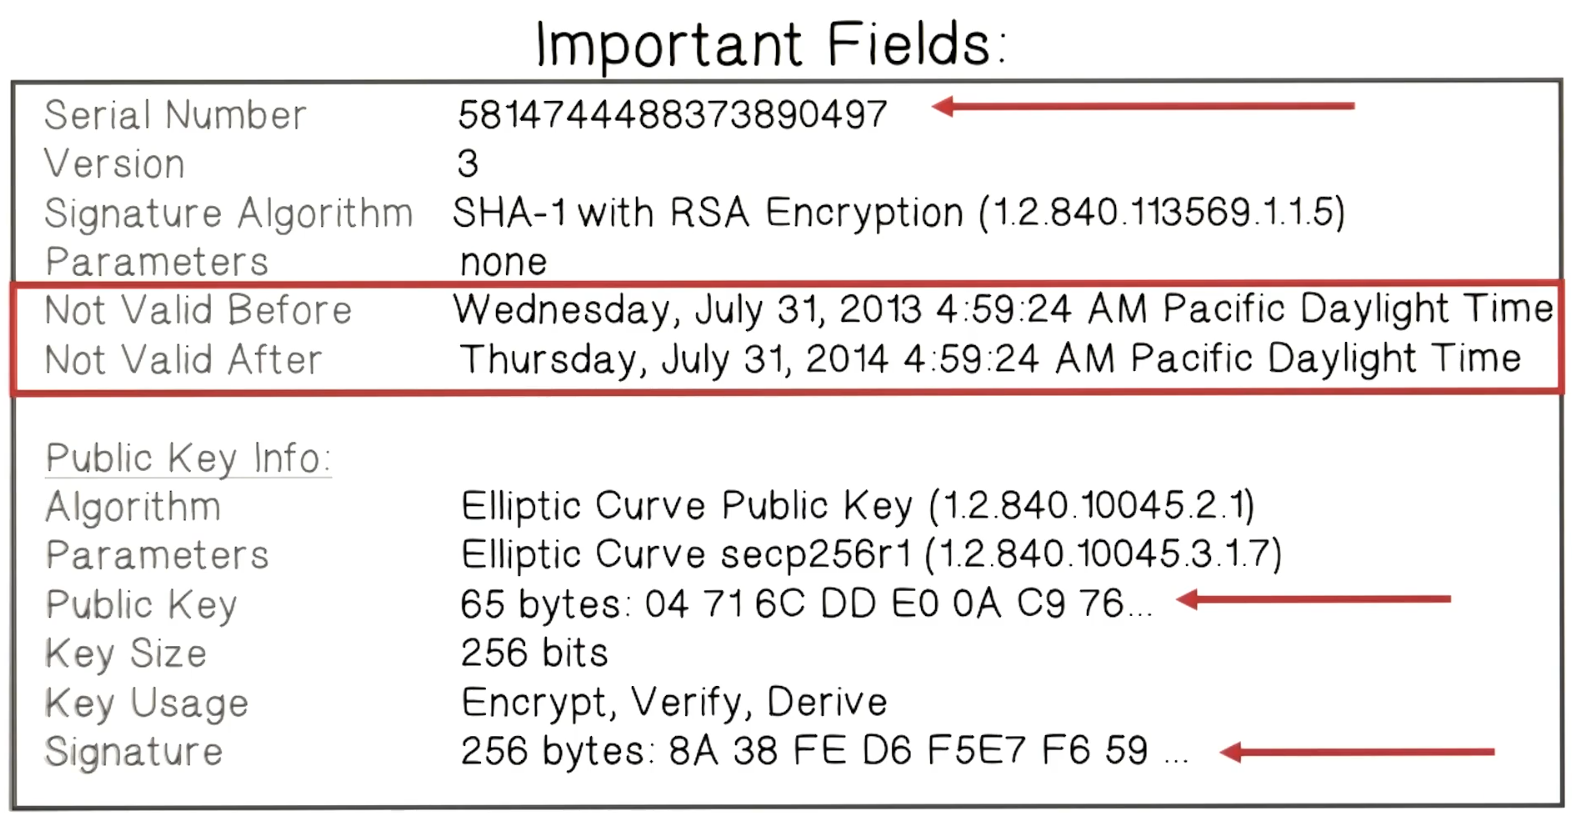 Important Fields:
Serial Number 5814744488373890497
Version 3
Signature Algorithm SHA-1 with RSA Encryption (1.2.840.113569.1.1.5)
Parameters none
Not Valid Before Wednesday, July 31, 2013 4:59:24 AM Pacific Daylight Time
Not Valid After Thursday, July 31, 2014 4:59:24 AM Pacific Daylight Time
Public Key Info:
Algorithm Elliptic Curve Public Key (1.2.840.10045.2.1)
Parameters Elliptic Curve secp256r1 (1.2.840.10045.3.1.7)
Public Key 65 bytes: 04 71 6C DD E0 0A C9 76...
Key Size 256 bits
Key Usage Encrypt, Verify, Derive
Signature 256 bytes: 8A 38 FE D6 F5E7 F6 59 ...